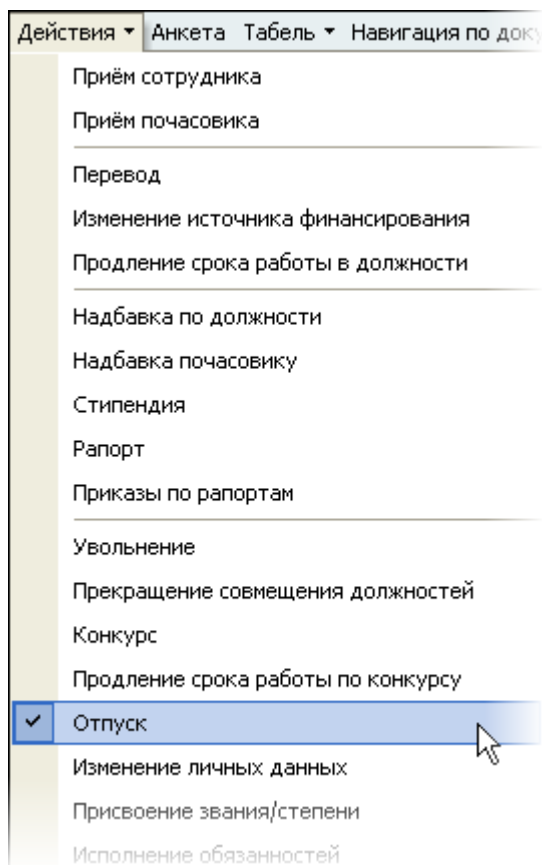 Действия Анкета Табель Навигация по доку
Приём сотрудника
Приём почасовика
Перевод
Изменение источника финансирования
Продление срока работы в должности
Надбавка по должности
Надбавка почасовику
Стипендия
Рапорт
Приказы по рапортам
Увольнение
Прекращение совмещения должностей
Конкурс
Продление срока работы по конкурсу
Отпуск
Изменение личных данных
Присвоение звания/степени
Исполнение обязанностей